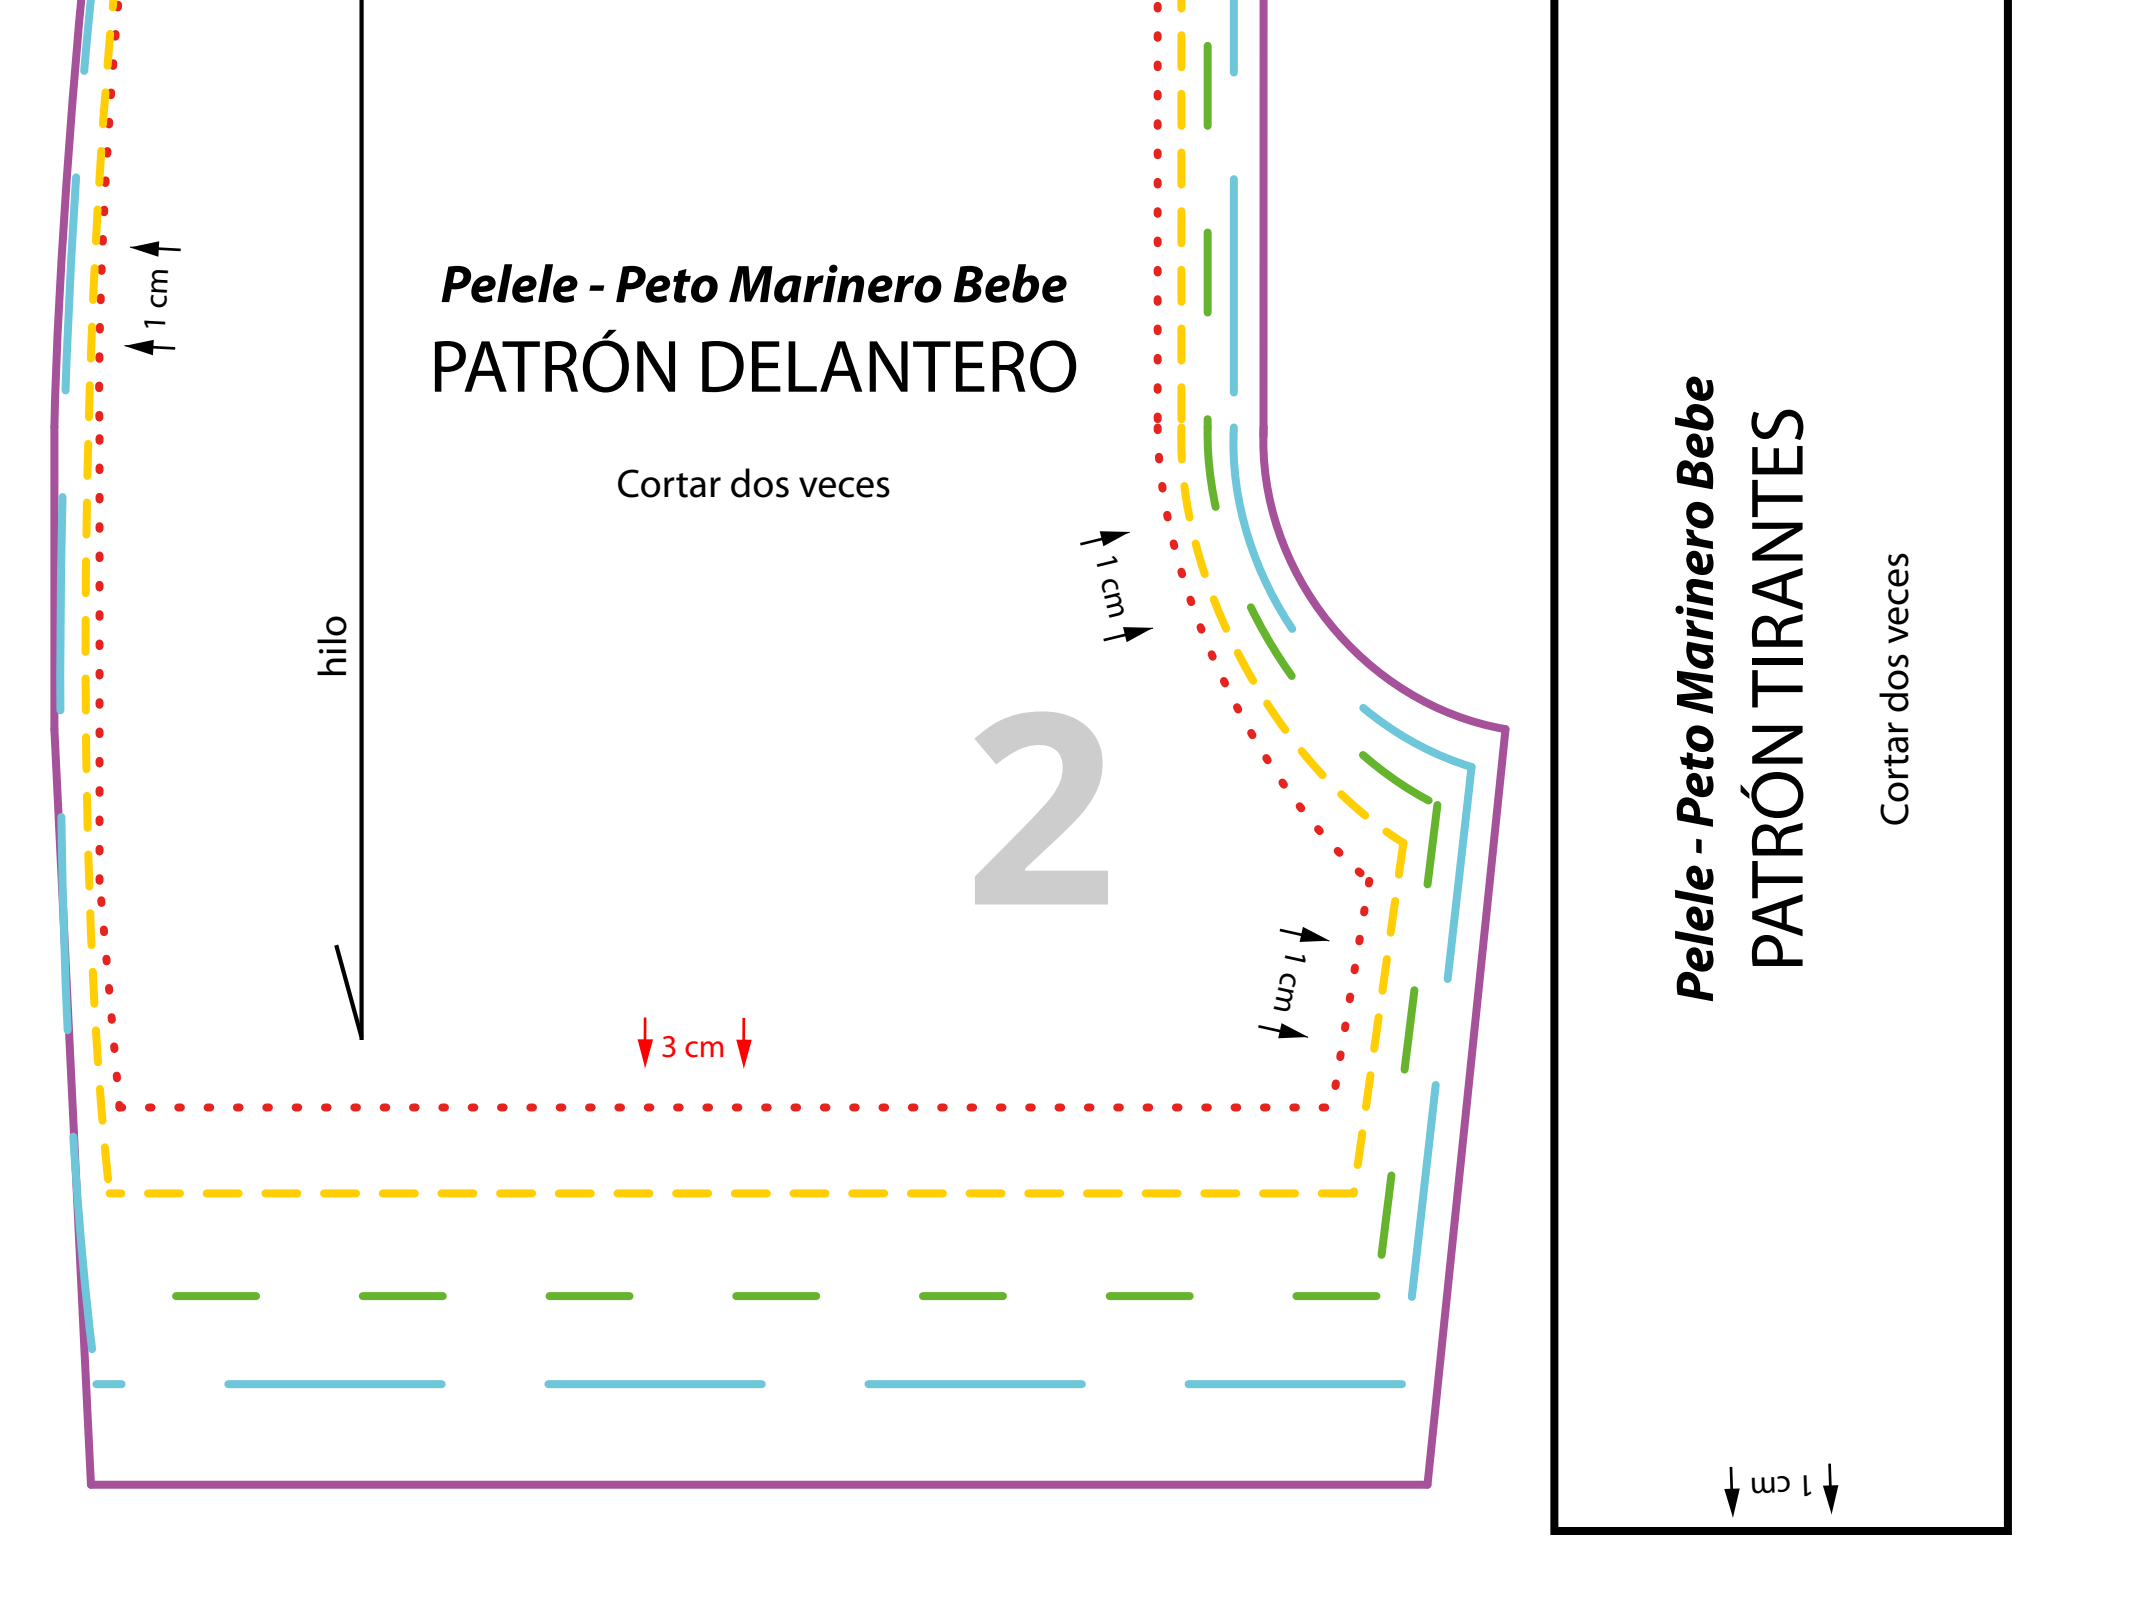 1 cm
Pelele - Peto Marinero Bebe
PATRÓN DELANTERO
Cortar dos veces
1 cm
hilo
2
1 cm
3 cm
Pelele - Peto Marinero Bebe
PATRÓN TIRANTES
Cortar dos veces
1 cm